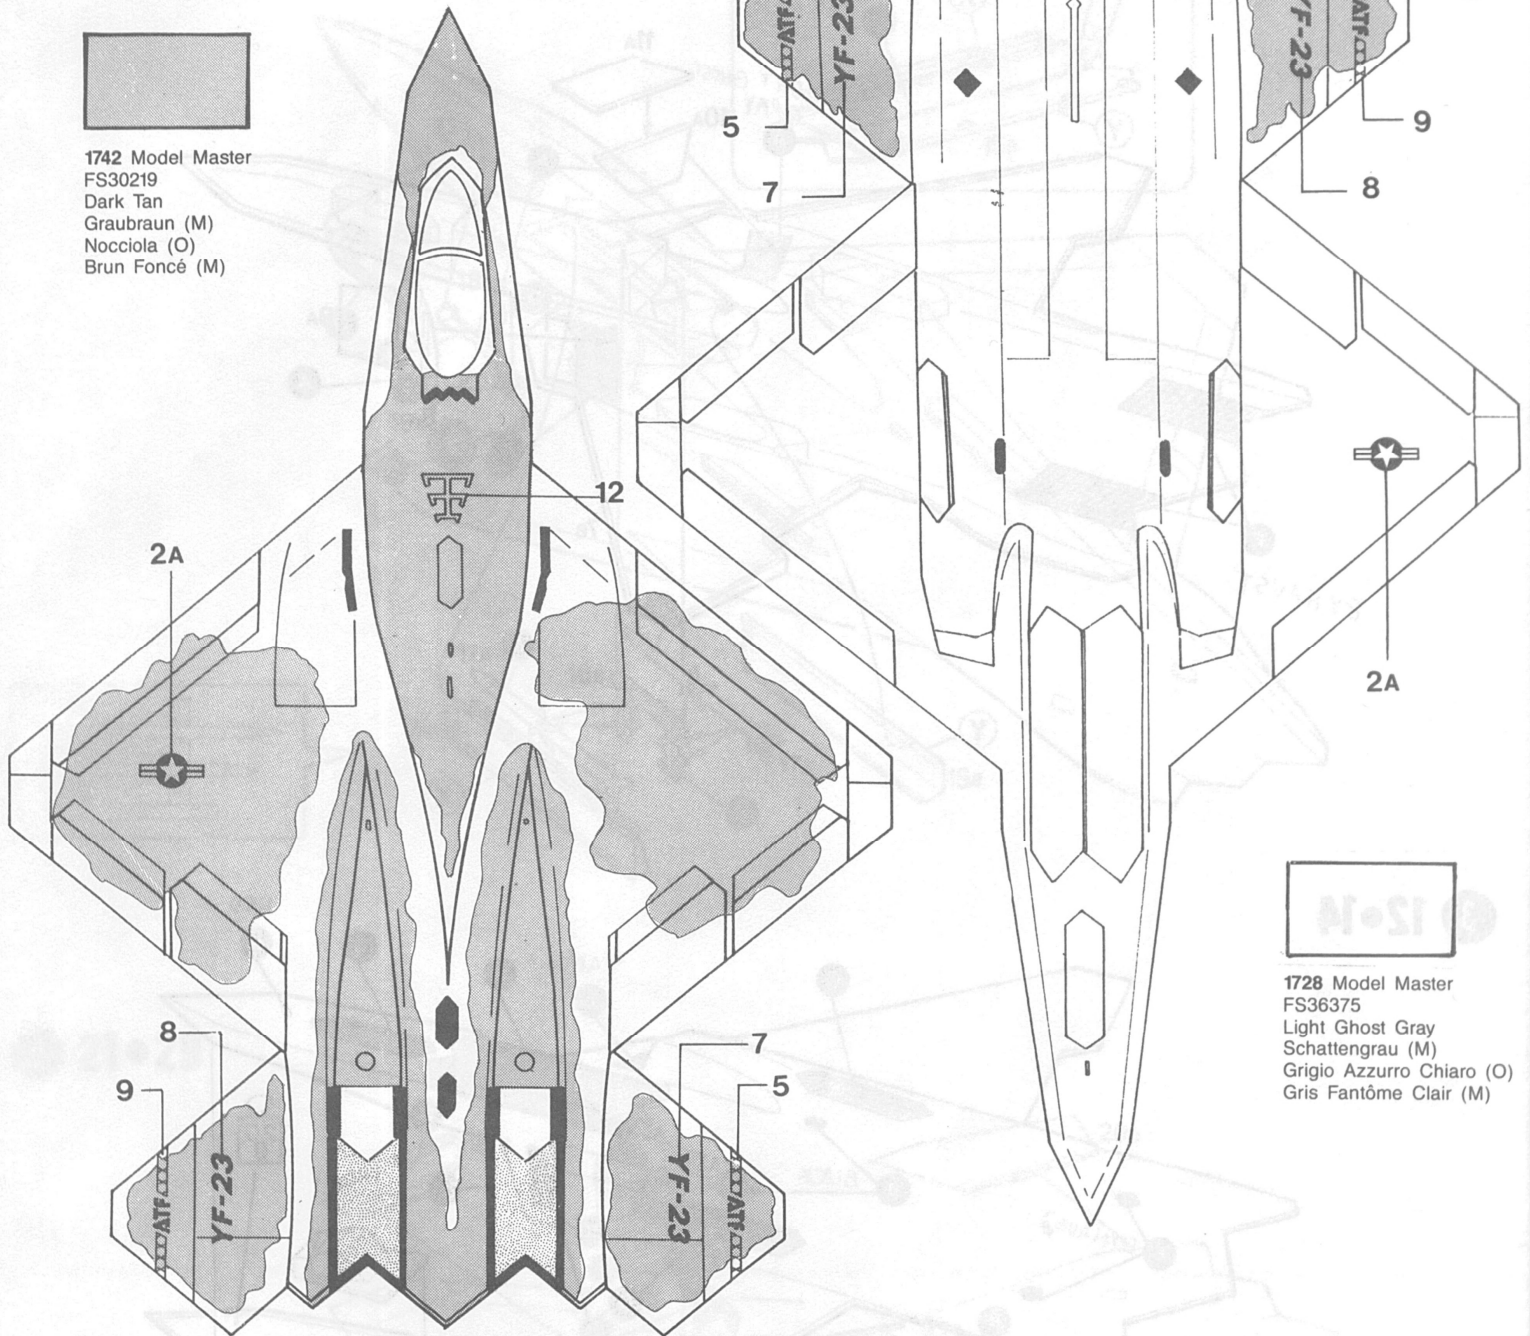 1742 Model Master
FS30219
Dark Tan
Graubraun (M)
Nocciola (O)
Brun Foncé (M)
ATF
YF-23
YF-23
ATF
5
7
9
8
12
2A
2A
8
9
7
5
ATF
YF-23
YF-23
ATF
1728 Model Master
FS36375
Light Ghost Gray
Schattengrau (M)
Grigio Azzurro Chiaro (O)
Gris Fantôme Clair (M)
12•14